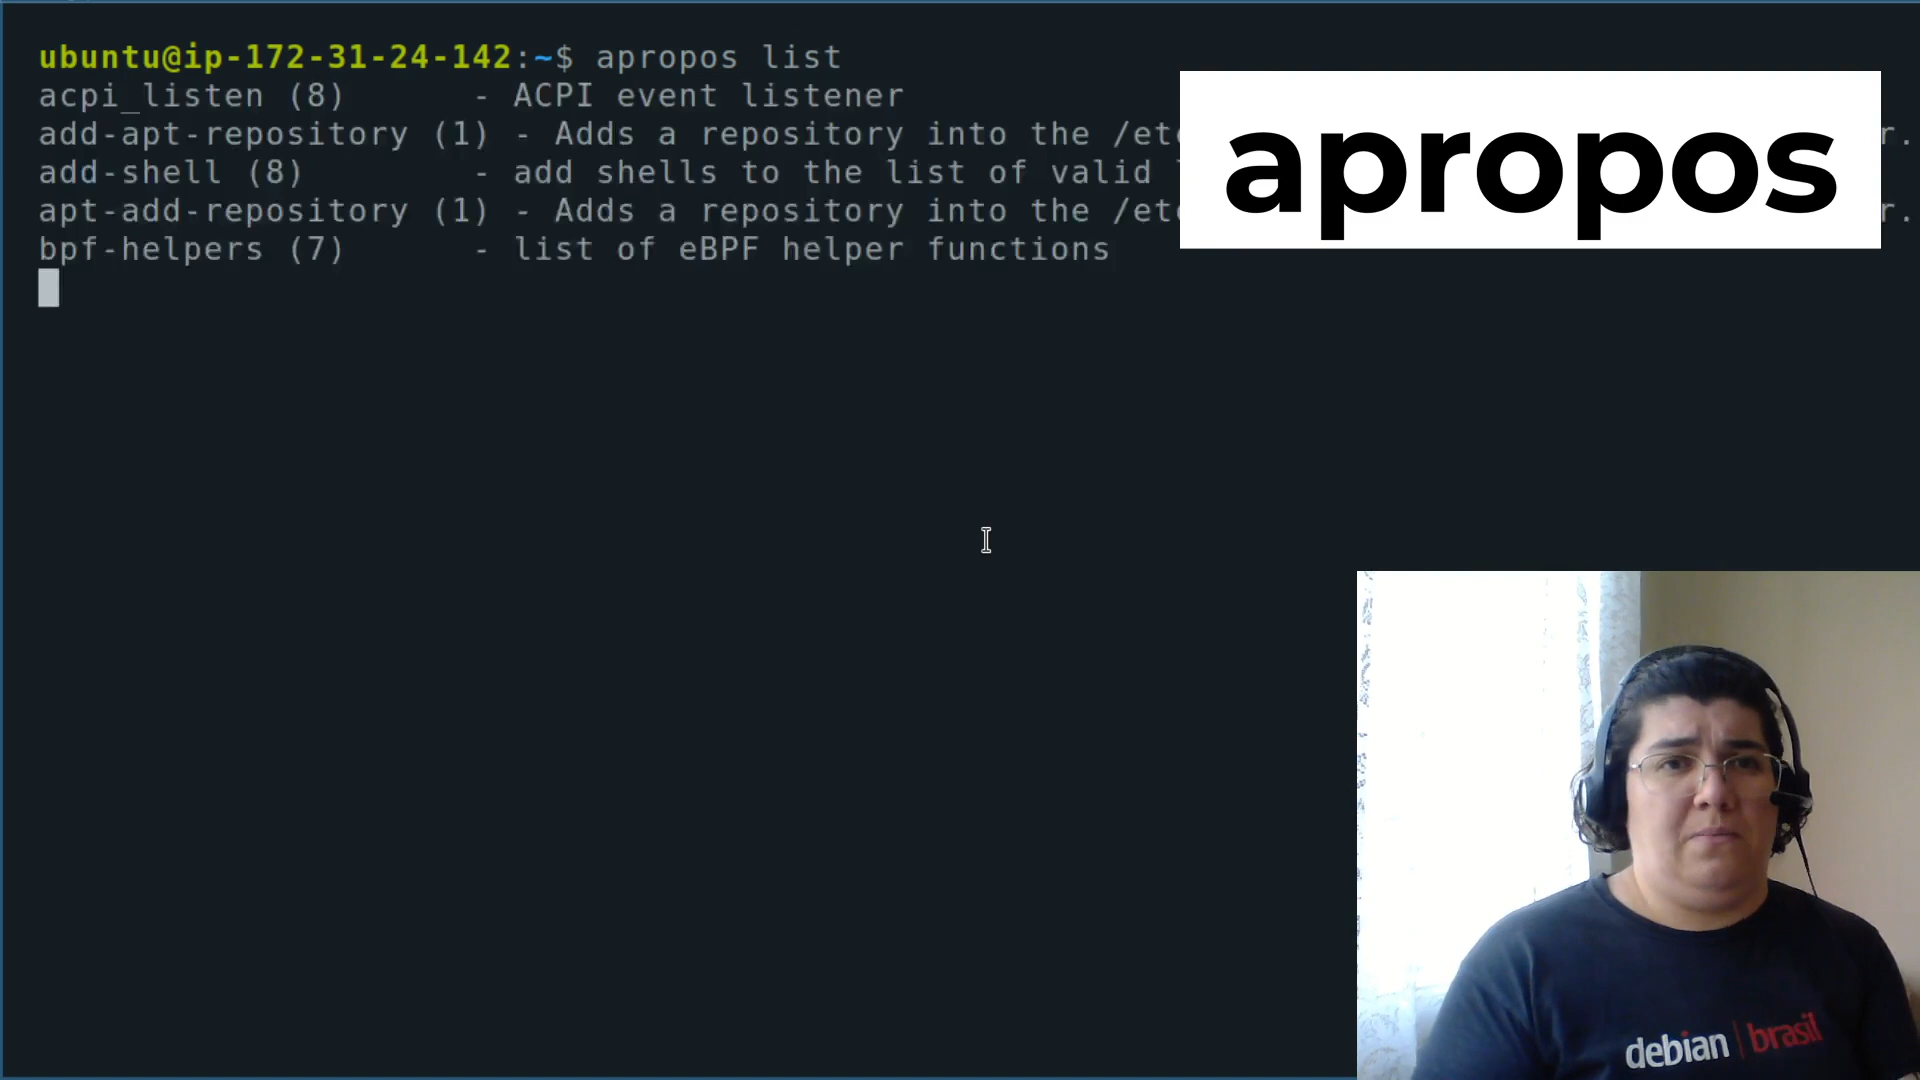 ubuntu@ip-172-31-24-142:~$ apropos list
acpi_listen (8)      - ACPI event listener
add-apt-repository (1) - Adds a repository into the /etc r.
add-shell (8)        - add shells to the list of valid
apt-add-repository (1) - Adds a repository into the /etc r.
bpf-helpers (7)      - list of eBPF helper functions
apropos
debian | brasil